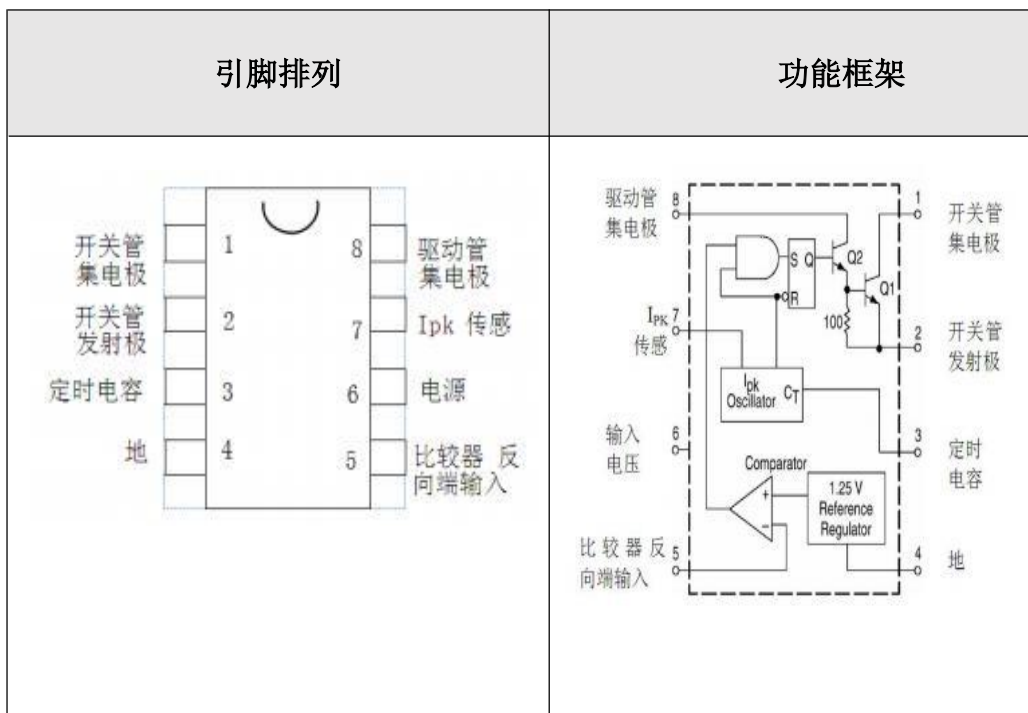 引脚排列
功能框架
开关管
集电极
1
8
驱动管
集电极
开关管
发射极
2
7
Ipk 传感
定时电容
3
6
电源
地
4
5
比较器 反
向端输入
驱动管
集电极
8
1
开关管
集电极
S Q
R
Q2
Q1
100
IPK 7
传感
2
开关管
发射极
Ipk
Oscillator
CT
输入
电压
6
3
定时
电容
Comparator
+
−
1.25 V
Reference
Regulator
比较器反
向端输入
5
4
地